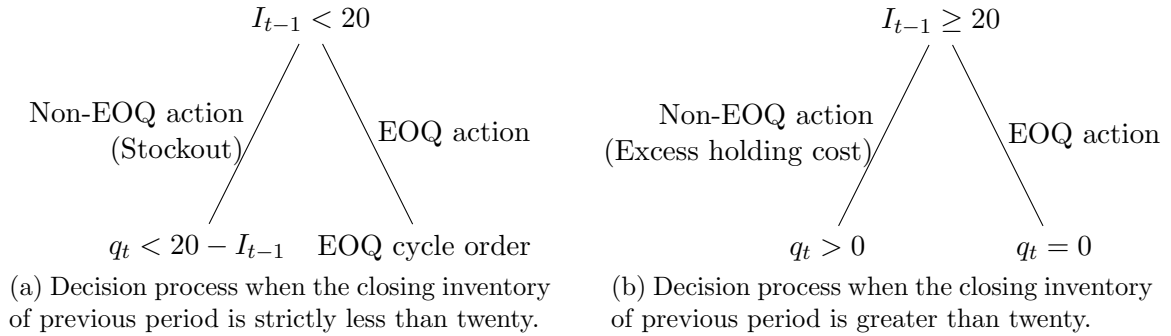 I_{t−1} < 20
Non-EOQ action
(Stockout)
EOQ action
q_t < 20 − I_{t−1}
EOQ cycle order
(a) Decision process when the closing inventory
of previous period is strictly less than twenty.
I_{t−1} ≥ 20
Non-EOQ action
(Excess holding cost)
EOQ action
q_t > 0
q_t = 0
(b) Decision process when the closing inventory
of previous period is greater than twenty.